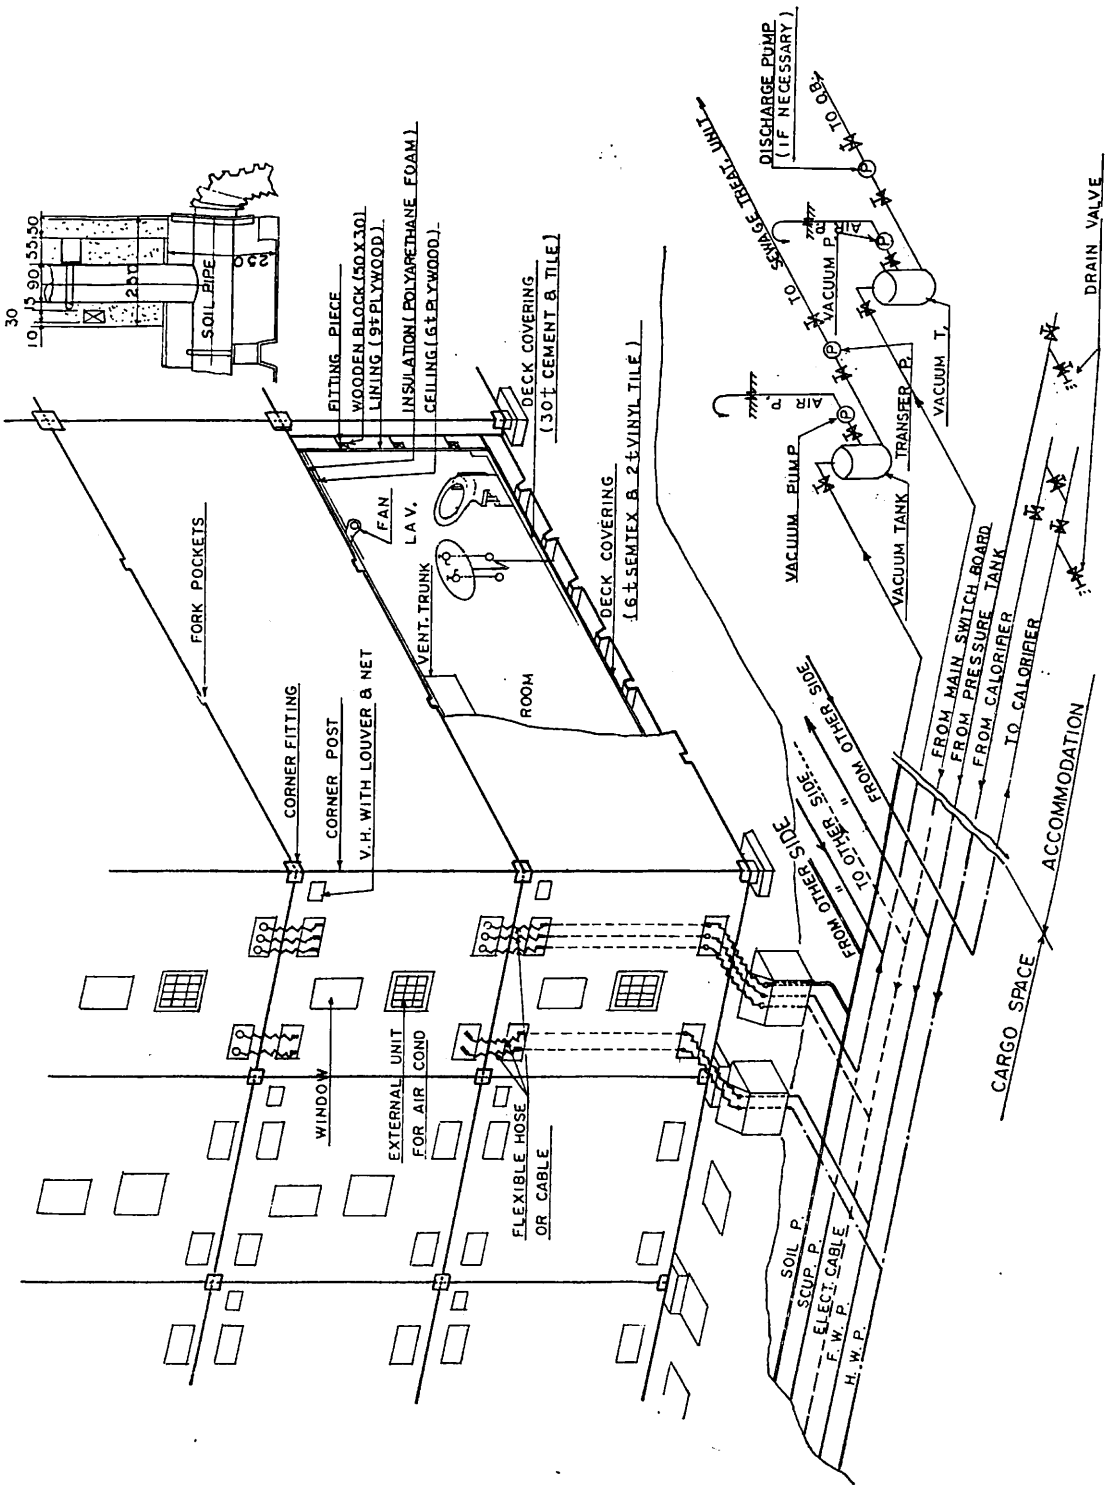 30
10 15 90 55 50
250
250
SOIL PIPE
FITTING PIECE
WOODEN BLOCK (50X30)
LINING (9t PLYWOOD)
INSULATION (POLYARETHANE FOAM)
CEILING (6t PLYWOOD)
DECK COVERING
(30t CEMENT & TILE)
FORK POCKETS
FAN
LAV.
VENT. TRUNK
ROOM
DECK COVERING
(6t SEMTEX & 2t VINYL TILE)
CORNER FITTING
CORNER POST
V.H. WITH LOUVER & NET
WINDOW
EXTERNAL UNIT
FOR AIR COND
FLEXIBLE HOSE
OR CABLE
TO SEWAGE TREAT. UNIT
DISCHARGE PUMP
(IF NECESSARY)
TO O.B.
AIR P.
VACUUM P.
AIR P.
VACUUM PUMP
VACUUM TANK
TRANSFER P.
VACUUM T,
DRAIN VALVE
FROM OTHER SIDE
"
TO OTHER SIDE
"
FROM OTHER SIDE
FROM MAIN SWITCH BOARD
FROM PRESSURE TANK
FROM CALORIFIER
TO CALORIFIER
ACCOMMODATION
CARGO SPACE
SOIL P.
SCUP. P.
ELECT. CABLE
F. W. P.
H. W. P.